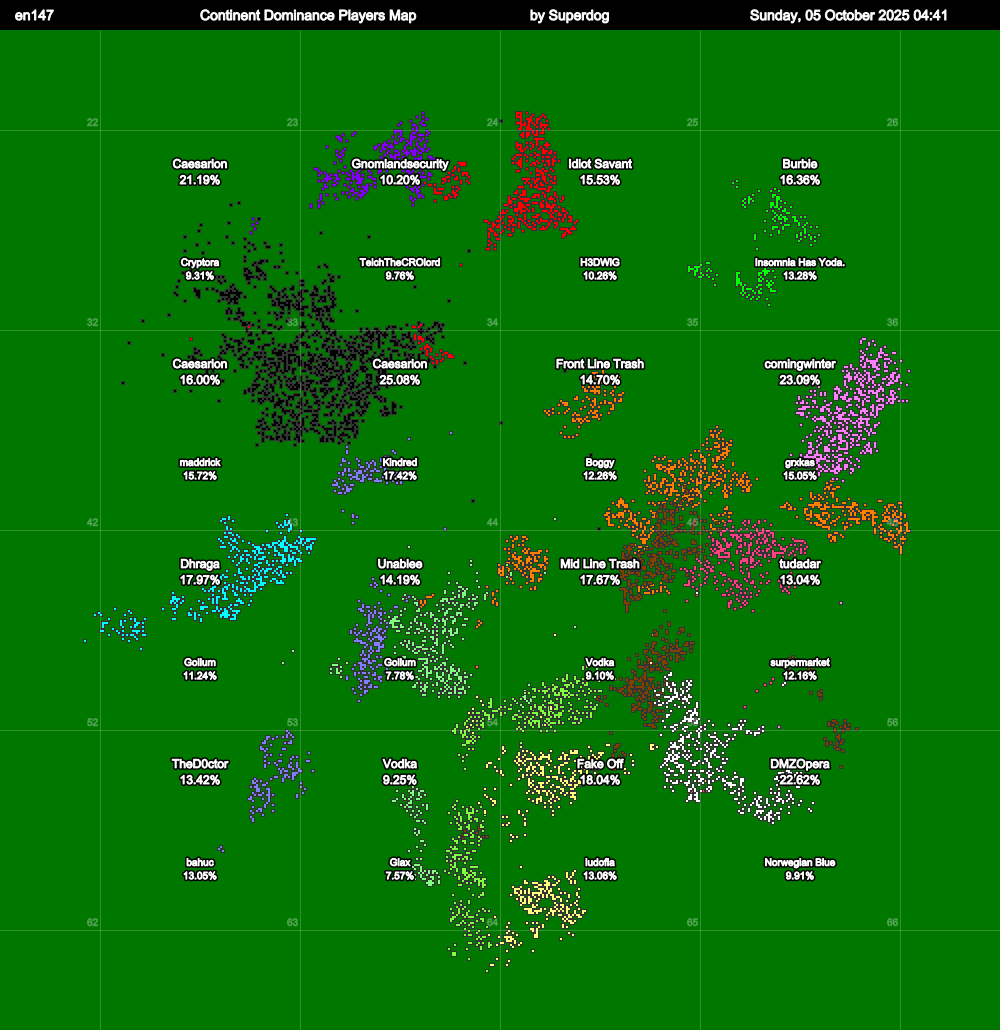 en147 Continent Dominance Players Map by Superdog Sunday, 05 October 2025 04:41
22 23 24 25 26
Caesarion Gnomlandsecurity Idiot Savant Burbie
21.19% 10.20% 15.53% 16.36%
Cryptora TeichTheCROlord H3DWIG Insomnia Has Yoda.
9.31% 9.76% 10.26% 13.28%
32 33 34 35 36
Caesarion Caesarion Front Line Trash comingwinter
16.00% 25.08% 14.70% 23.09%
maddrick Kindred Boggy grxkas
15.72% 17.42% 12.26% 15.05%
42 43 44 45 46
Dhraga Unablee Mid Line Trash tudadar
17.97% 14.19% 17.67% 13.04%
Gollum Gollum Vodka surpermarket
11.24% 7.78% 9.10% 12.16%
52 53 54 56
TheD0ctor Vodka Fake Off DMZOpera
13.42% 9.25% 18.04% 22.62%
bahuc Glax ludofia Norwegian Blue
13.05% 7.57% 13.06% 9.91%
62 63 64 65 66